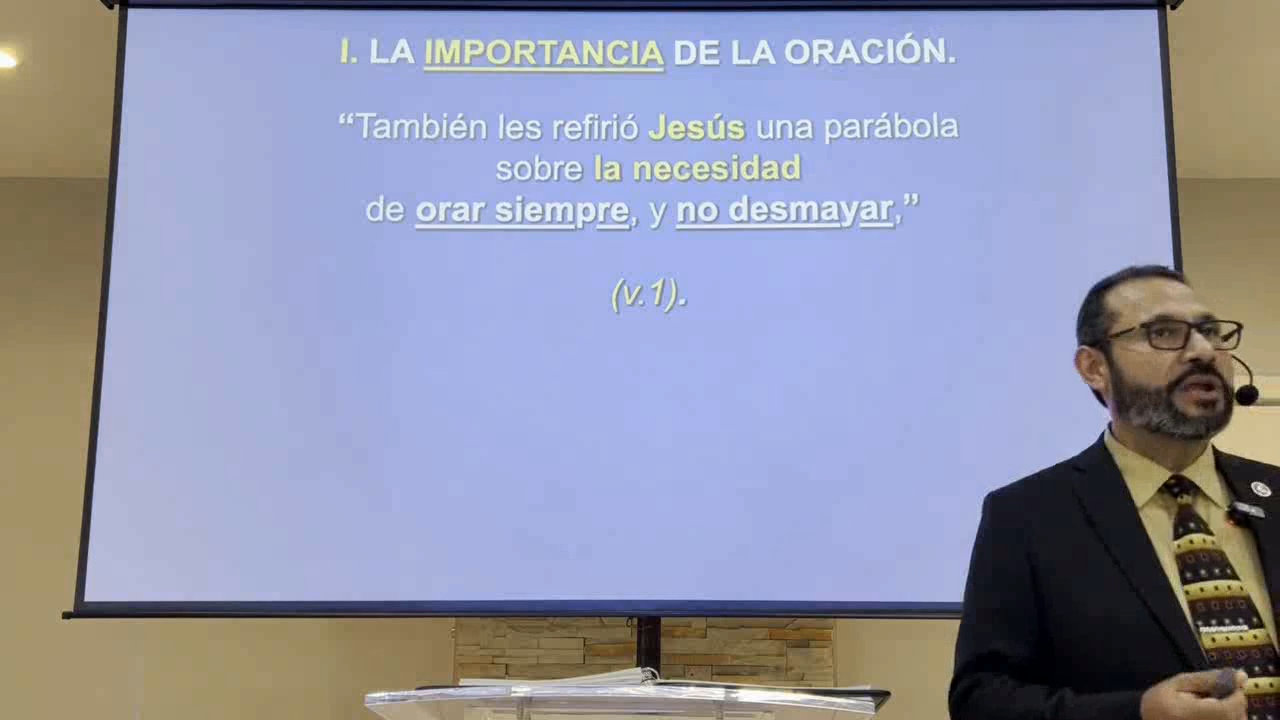 I. LA IMPORTANCIA DE LA ORACIÓN.
“También les refirió Jesús una parábola
sobre la necesidad
de orar siempre, y no desmayar,”
(v.1).